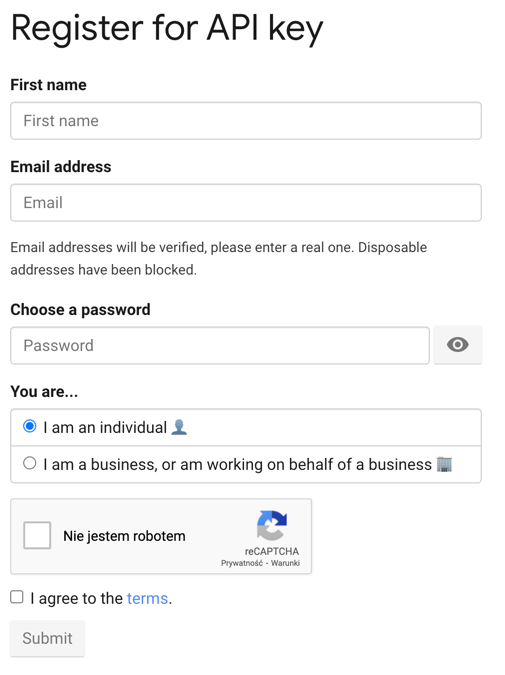 Register for API key
First name
First name
Email address
Email
Email addresses will be verified, please enter a real one. Disposable
addresses have been blocked.
Choose a password
Password
You are...
I am an individual 👤
I am a business, or am working on behalf of a business 🏢
Nie jestem robotem
reCAPTCHA
Prywatność - Warunki
I agree to the terms.
Submit